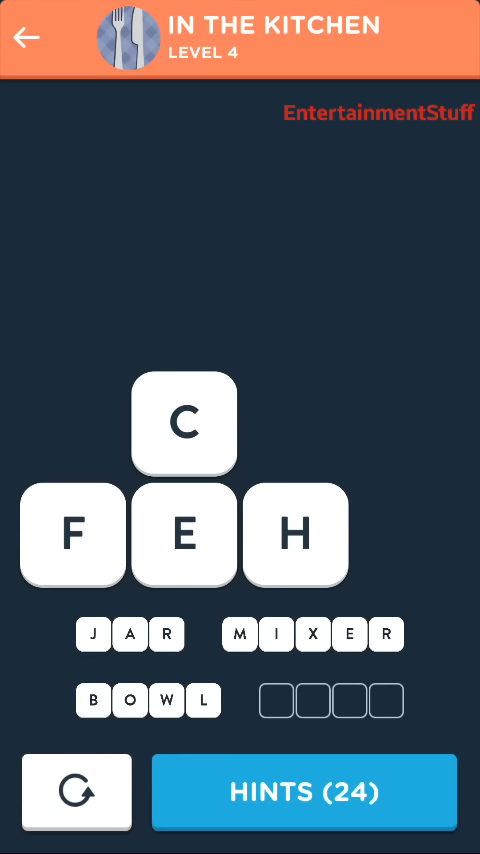 IN THE KITCHEN
LEVEL 4
EntertainmentStuff
C
F E H
J A R M I X E R
B O W L
HINTS (24)